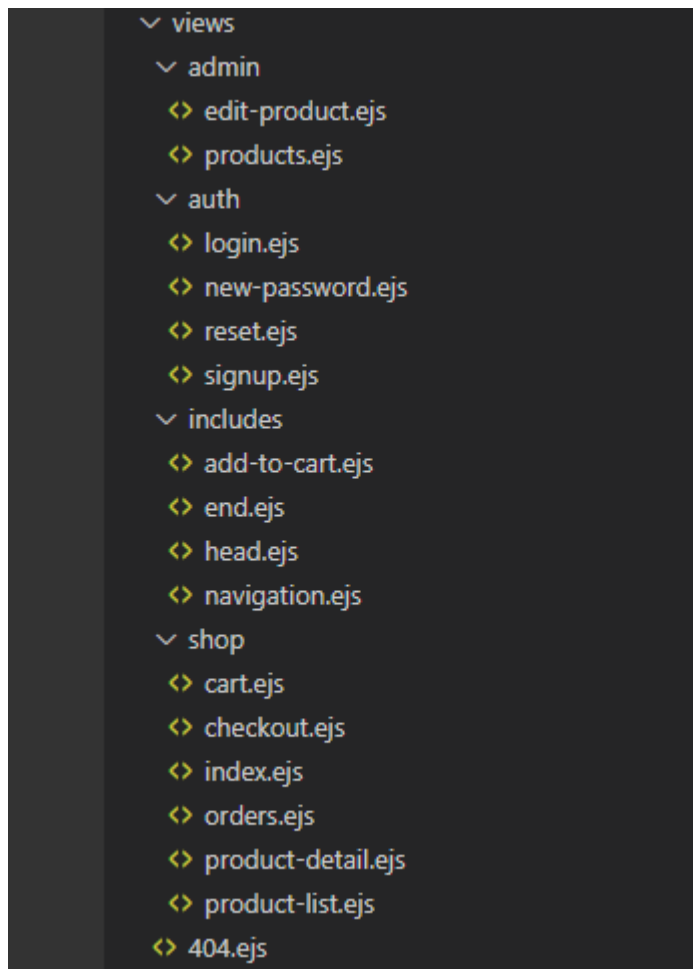 views
admin
edit-product.ejs
products.ejs
auth
login.ejs
new-password.ejs
reset.ejs
signup.ejs
includes
add-to-cart.ejs
end.ejs
head.ejs
navigation.ejs
shop
cart.ejs
checkout.ejs
index.ejs
orders.ejs
product-detail.ejs
product-list.ejs
404.ejs